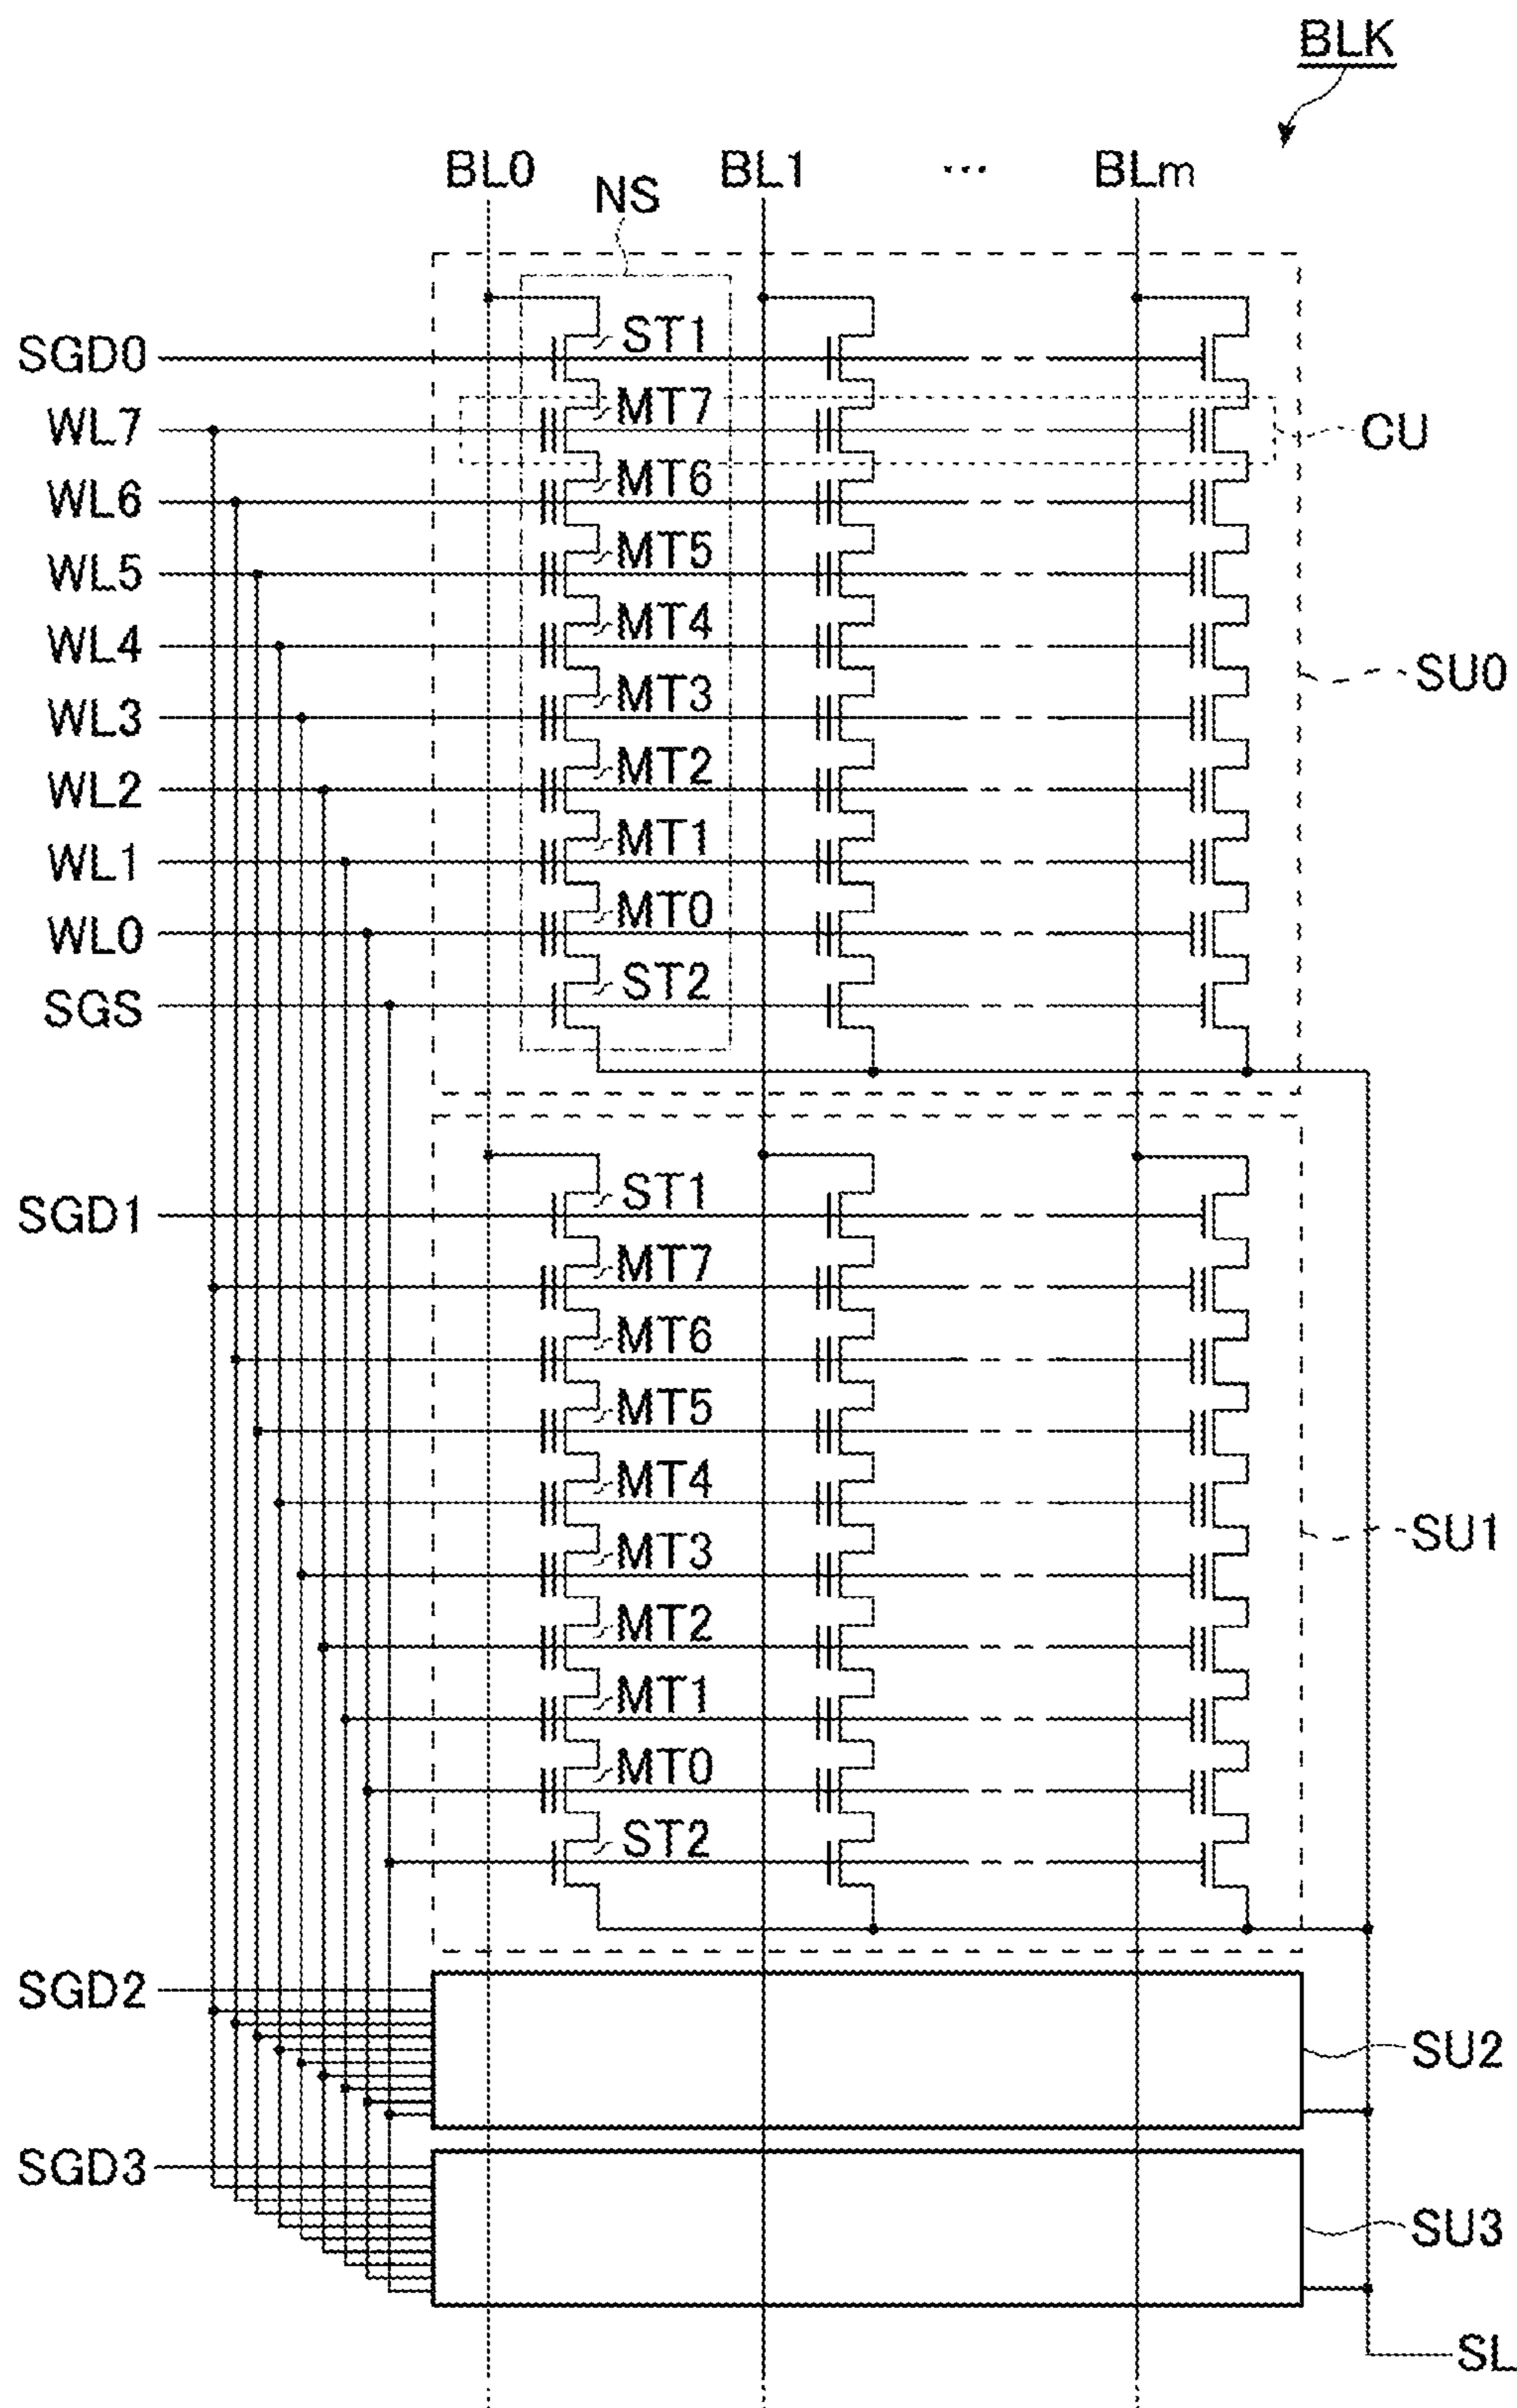 BLK
BL0 BL1 ... BLm
NS
SGD0 ST1
WL7 MT7 CU
WL6 MT6
WL5 MT5
WL4 MT4 SU0
WL3 MT3
WL2 MT2
WL1 MT1
WL0 MT0
SGS ST2
SGD1 ST1
MT7
MT6
MT5
MT4
MT3 SU1
MT2
MT1
MT0
ST2
SGD2
SU2
SGD3
SU3
SL